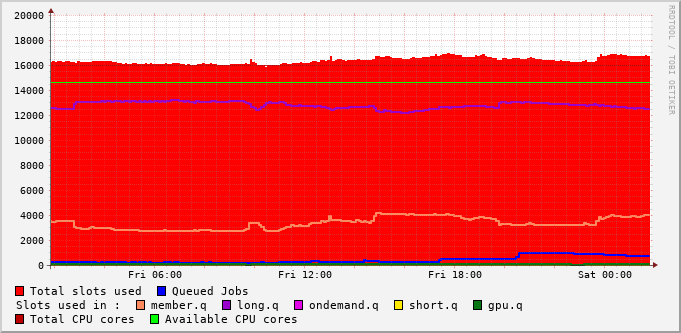 20000
18000
16000
14000
12000
10000
8000
6000
4000
2000
0
Fri 06:00 Fri 12:00 Fri 18:00 Sat 00:00
RRDTOOL / TOBI OETIKER
Total slots used Queued Jobs
Slots used in : member.q long.q ondemand.q short.q gpu.q
Total CPU cores Available CPU cores